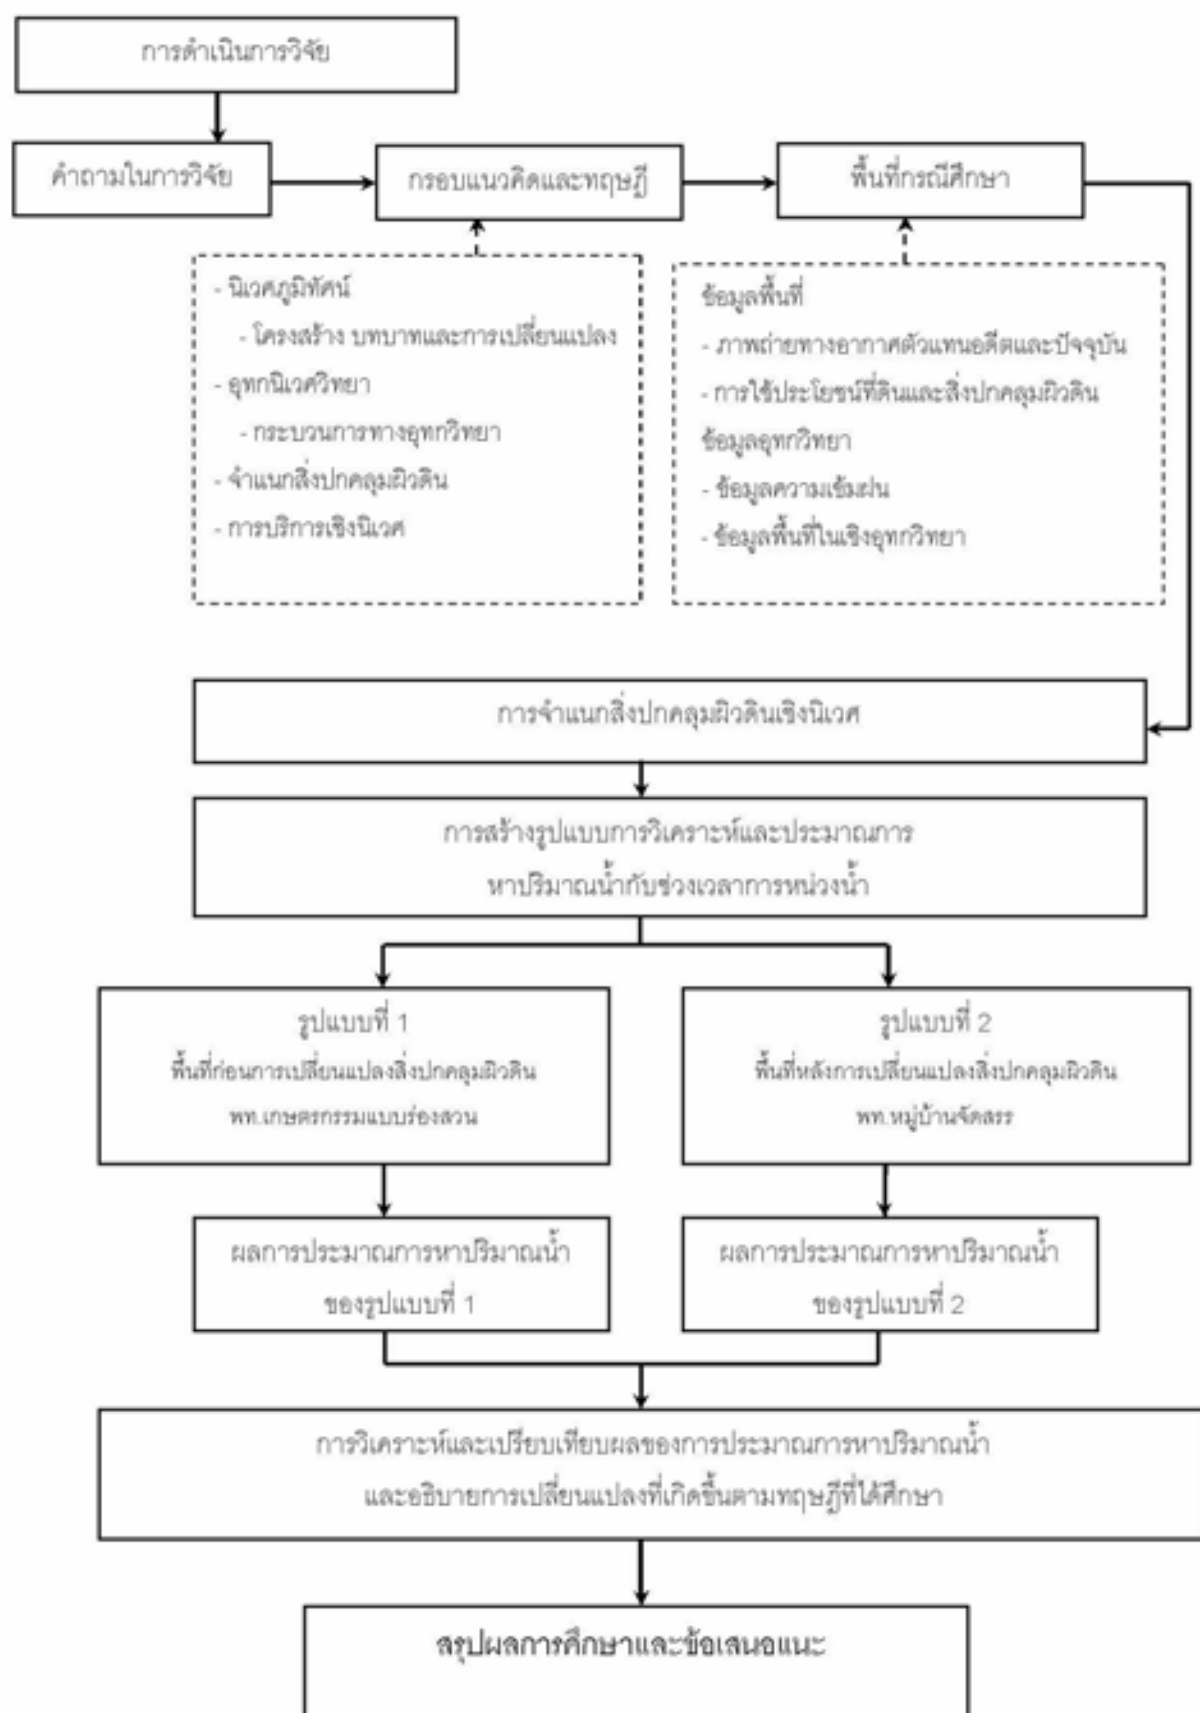 การดำเนินการวิจัย
คำถามในการวิจัย
กรอบแนวคิดและทฤษฎี
พื้นที่กรณีศึกษา
- นิเวศภูมิทัศน์
- โครงสร้าง บทบาทและการเปลี่ยนแปลง
- อุทกนิเวศวิทยา
- กระบวนการทางอุทกวิทยา
- จำแนกสิ่งปกคลุมผิวดิน
- การบริการเชิงนิเวศ
ข้อมูลพื้นที่
- ภาพถ่ายทางอากาศตัวแทนอดีตและปัจจุบัน
- การใช้ประโยชน์ที่ดินและสิ่งปกคลุมผิวดิน
ข้อมูลอุทกวิทยา
- ข้อมูลความเข้มฝน
- ข้อมูลพื้นที่ในเชิงอุทกวิทยา
การจำแนกสิ่งปกคลุมผิวดินเชิงนิเวศ
การสร้างรูปแบบการวิเคราะห์และประมาณการ
หาปริมาณน้ำกับช่วงเวลาการหน่วงน้ำ
รูปแบบที่ 1
พื้นที่ก่อนการเปลี่ยนแปลงสิ่งปกคลุมผิวดิน
พท.เกษตรกรรมแบบร่องสวน
รูปแบบที่ 2
พื้นที่หลังการเปลี่ยนแปลงสิ่งปกคลุมผิวดิน
พท.หมู่บ้านจัดสรร
ผลการประมาณการหาปริมาณน้ำ
ของรูปแบบที่ 1
ผลการประมาณการหาปริมาณน้ำ
ของรูปแบบที่ 2
การวิเคราะห์และเปรียบเทียบผลของการประมาณการหาปริมาณน้ำ
และอธิบายการเปลี่ยนแปลงที่เกิดขึ้นตามทฤษฎีที่ได้ศึกษา
สรุปผลการศึกษาและข้อเสนอแนะ